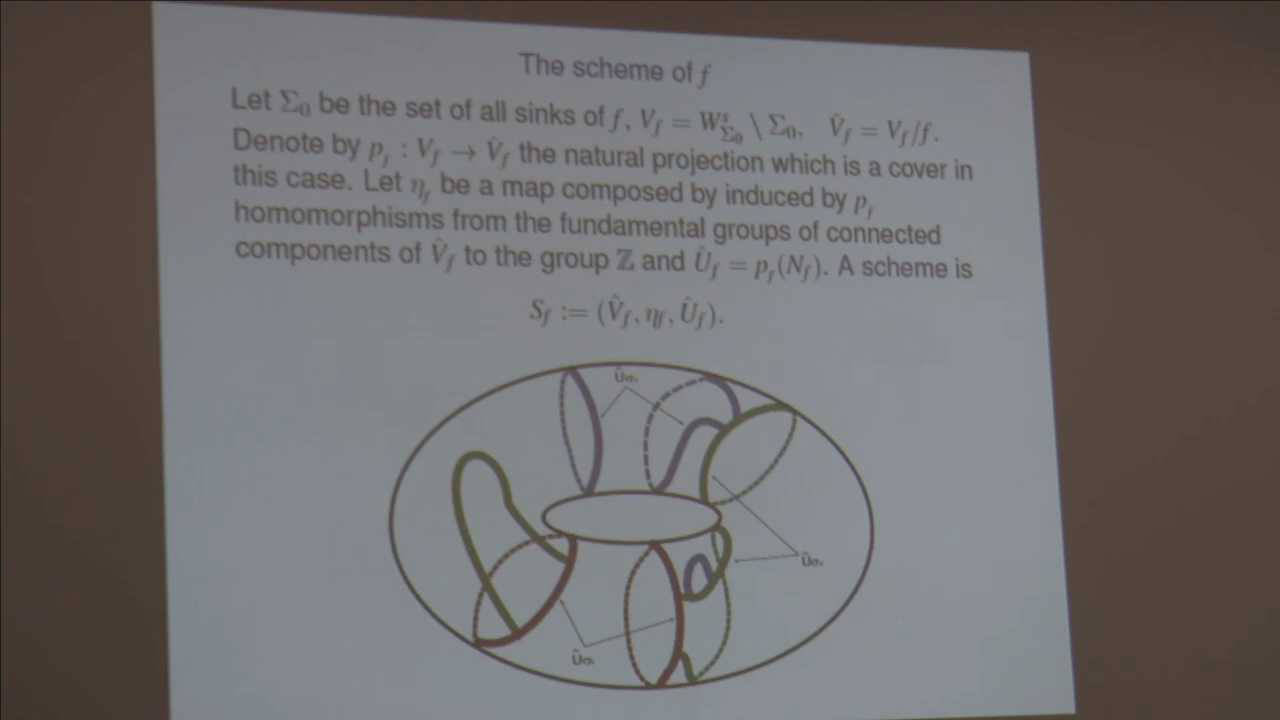 The scheme of f
Let Σ₀ be the set of all sinks of f, V_f = W^s_{Σ₀} \ Σ₀, V̂_f = V_f/f.
Denote by p_f : V_f → V̂_f the natural projection which is a cover in
this case. Let η_f be a map composed by induced by p_f
homomorphisms from the fundamental groups of connected
components of V̂_f to the group ℤ and Û_f = p_f(N_f). A scheme is
S_f := (V̂_f, η_f, Û_f).